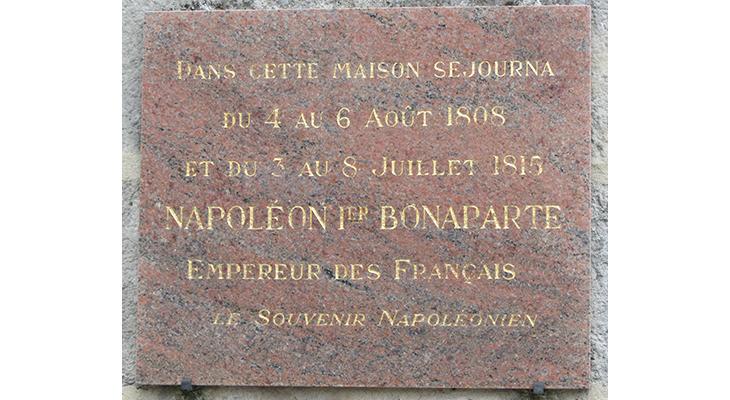 DANS CETTE MAISON SEJOURNA
DU 4 AU 6 AOÛT 1808
ET DU 3 AU 8 JUILLET 1815
NAPOLÉON IER BONAPARTE
EMPEREUR DES FRANÇAIS
LE SOUVENIR NAPOLEONIEN